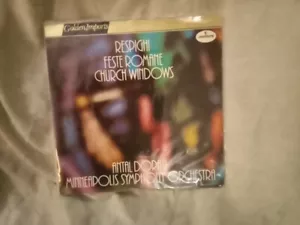 Golden Imports
RESPIGHI
FESTE ROMANE
CHURCH WINDOWS
ANTAL DORATI
MINNEAPOLIS SYMPHONY ORCHESTRA